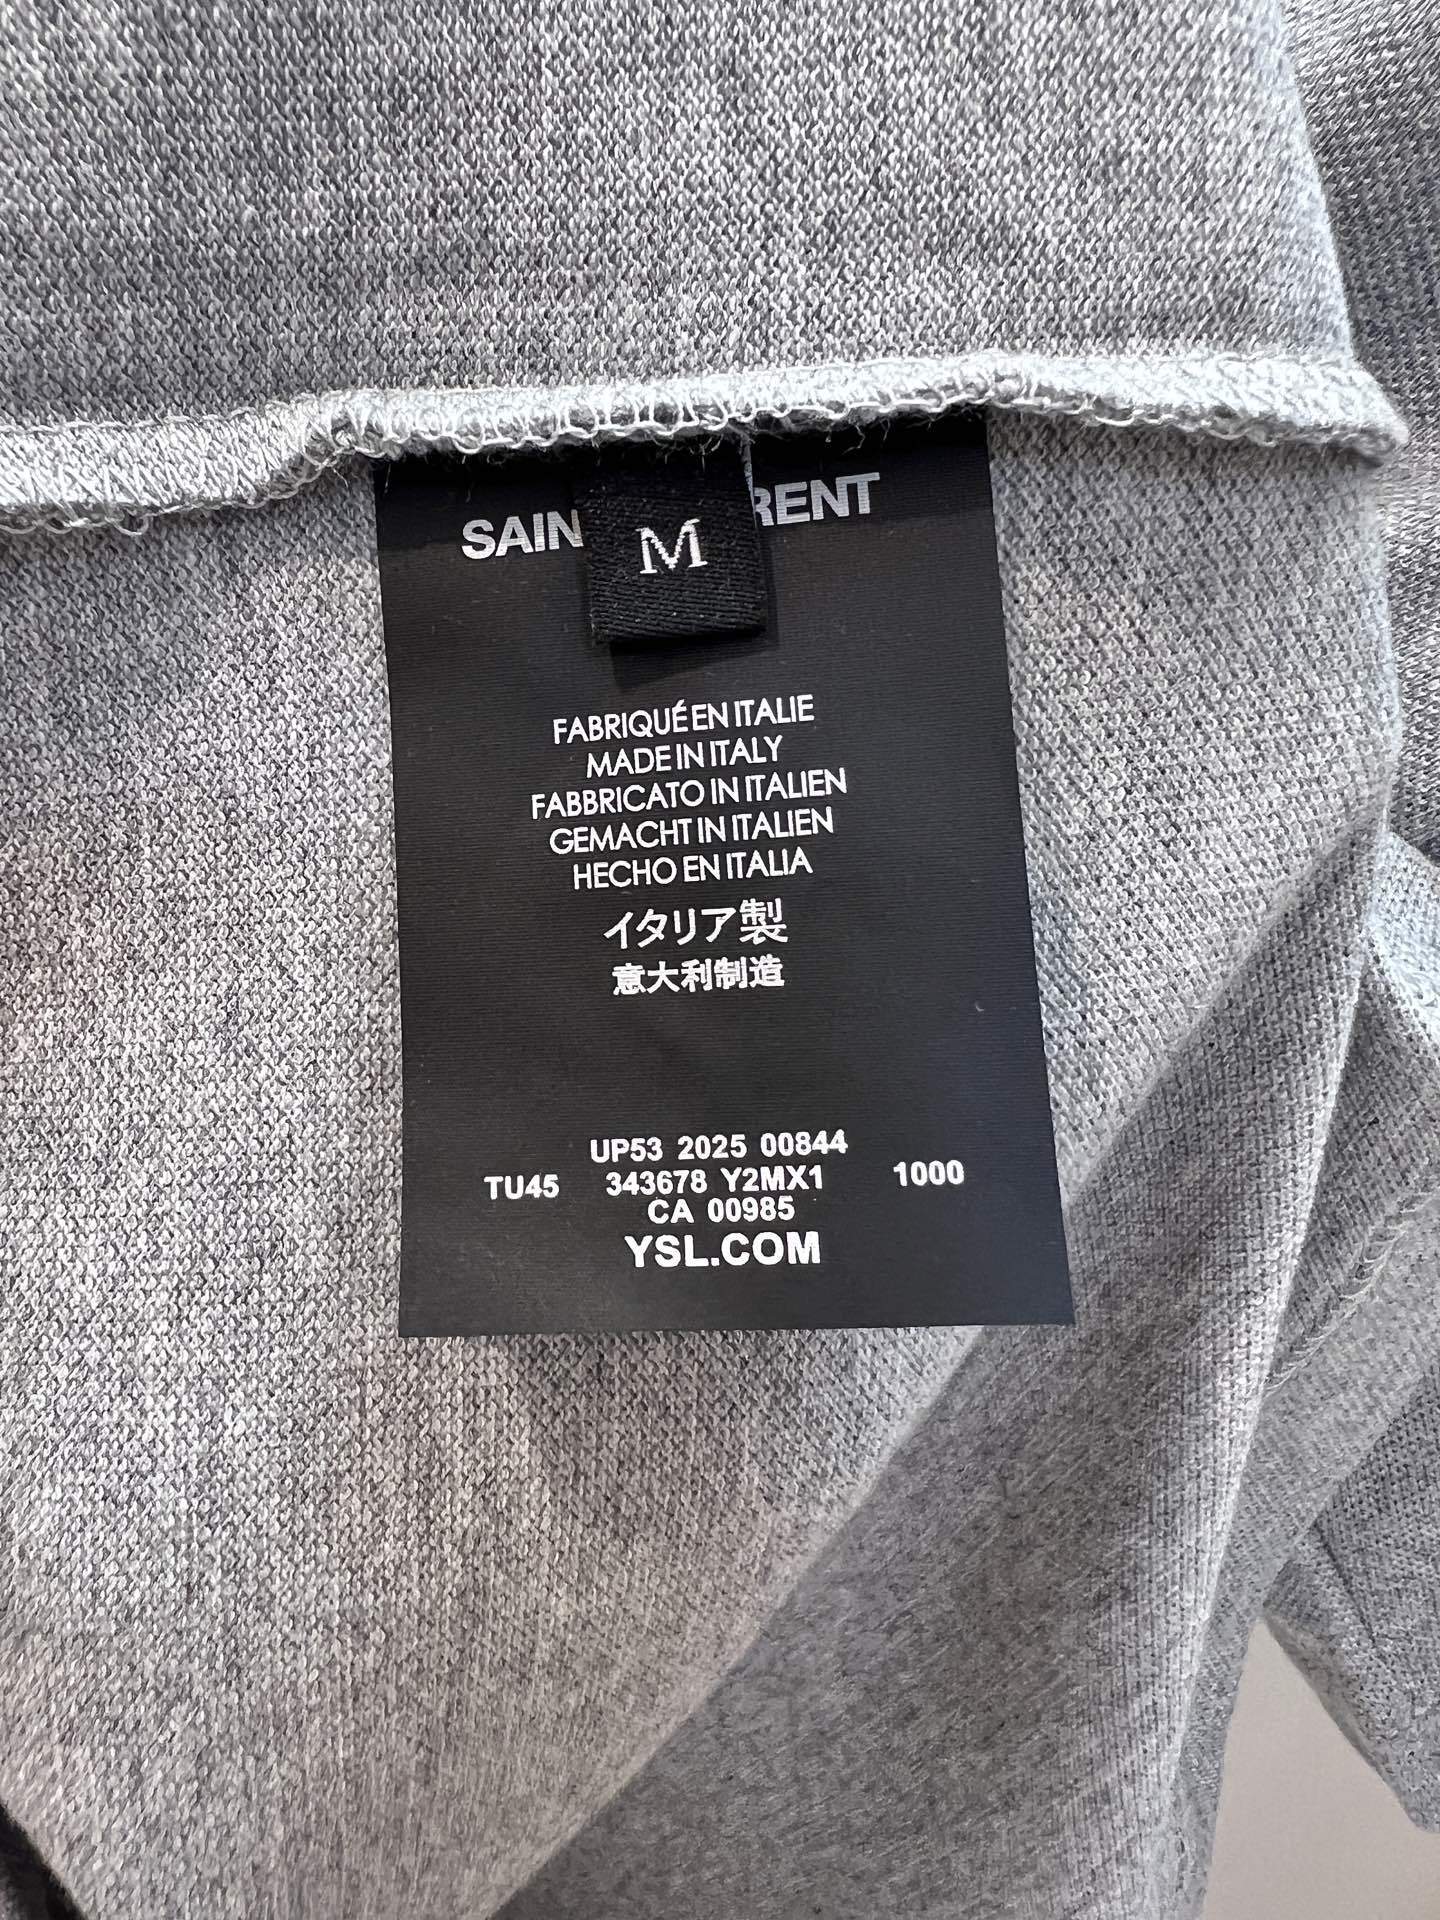 SAIN RENT
M
FABRIQUÉ EN ITALIE
MADE IN ITALY
FABBRICATO IN ITALIEN
GEMACHT IN ITALIEN
HECHO EN ITALIA
イタリア製
意大利制造
UP53 2025 00844
TU45 343678 Y2MX1 1000
CA 00985
YSL.COM